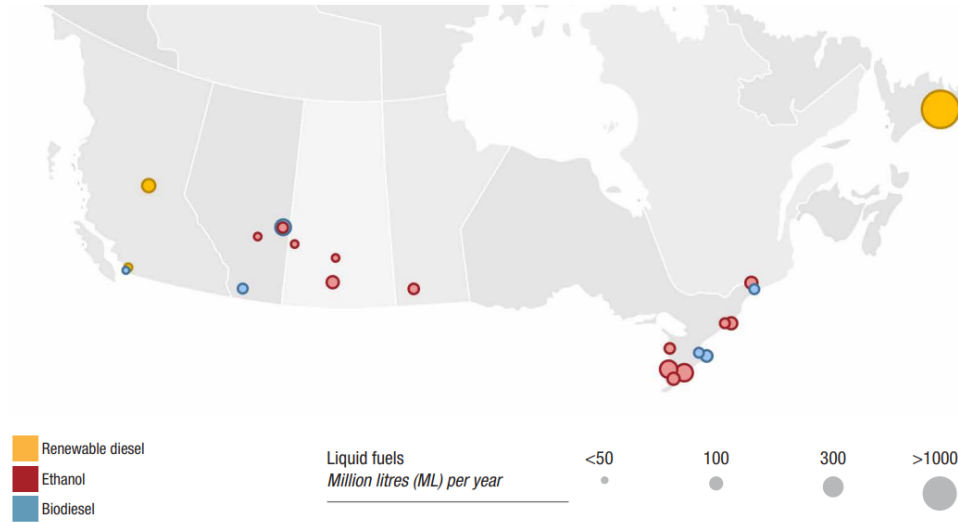 Renewable diesel
Ethanol
Biodiesel
Liquid fuels <50 100 300 >1000
Million litres (ML) per year